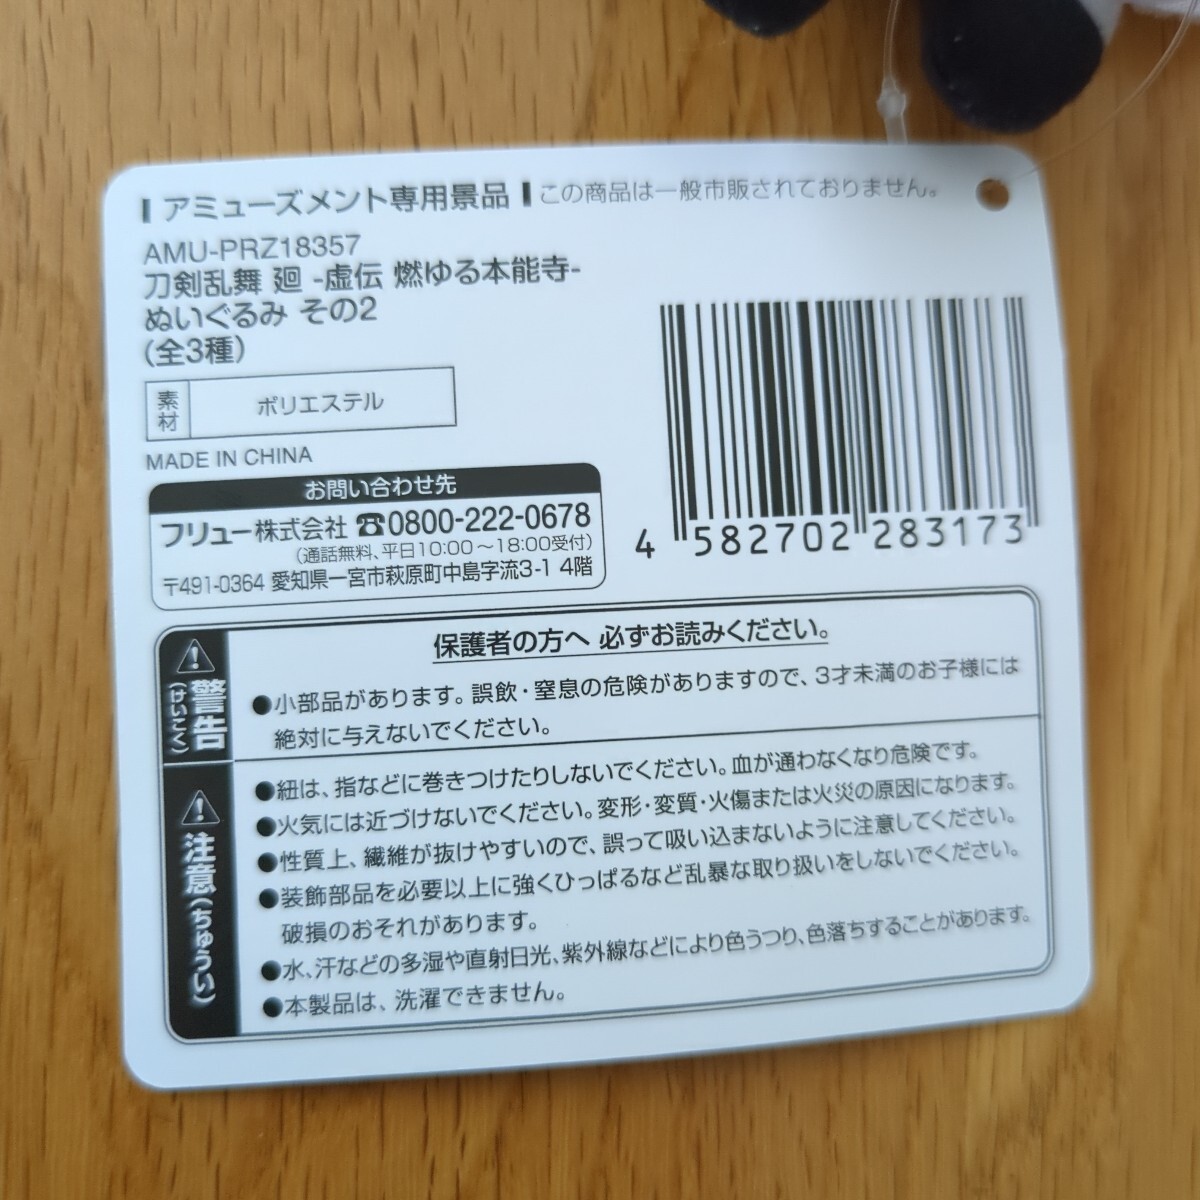 アミューズメント専用景品 この商品は一般市販されておりません。
AMU-PRZ18357
刀剣乱舞 廻 -虚伝 燃ゆる本能寺-
ぬいぐるみ その2
(全3種)
素材 ポリエステル
MADE IN CHINA
お問い合わせ先
フリュー株式会社 ☎0800-222-0678
(通話無料、平日10:00～18:00受付)
〒491-0364 愛知県一宮市萩原町中島字流3-1 4階
4 582702 283173
保護者の方へ 必ずお読みください。
警告(けいこく)
●小部品があります。誤飲・窒息の危険がありますので、3才未満のお子様には
絶対に与えないでください。
注意(ちゅうい)
●紐は、指などに巻きつけたりしないでください。血が通わなくなり危険です。
●火気には近づけないでください。変形・変質・火傷または火災の原因になります。
●性質上、繊維が抜けやすいので、誤って吸い込まないように注意してください。
●装飾部品を必要以上に強くひっぱるなど乱暴な取り扱いをしないでください。
破損のおそれがあります。
●水、汗などの多湿や直射日光、紫外線などにより色うつり、色落ちすることがあります。
●本製品は、洗濯できません。